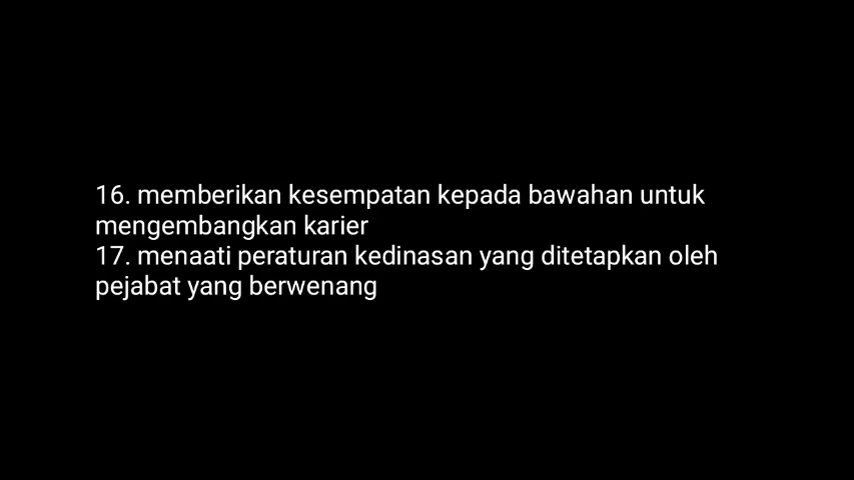 16. memberikan kesempatan kepada bawahan untuk
mengembangkan karier
17. menaati peraturan kedinasan yang ditetapkan oleh
pejabat yang berwenang